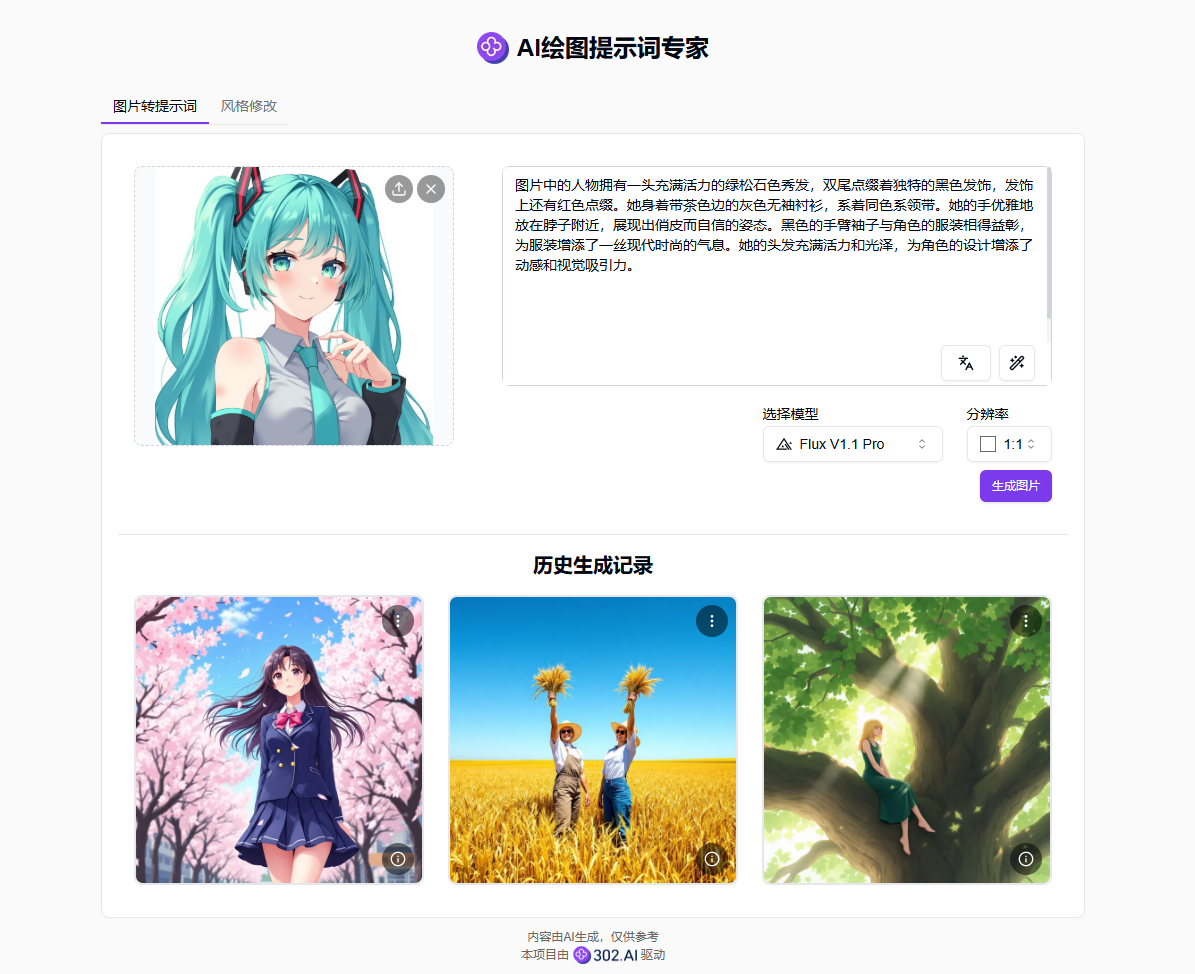 AI绘图提示词专家
图片转提示词
风格修改
图片中的人物拥有一头充满活力的绿松石色秀发，双尾点缀着独特的黑色发饰，发饰
上还有红色点缀。她身着带茶色边的灰色无袖衬衫，系着同色系领带。她的手优雅地
放在脖子附近，展现出俏皮而自信的姿态。黑色的手臂袖子与角色的服装相得益彰，
为服装增添了一丝现代时尚的气息。她的头发充满活力和光泽，为角色的设计增添了
动感和视觉吸引力。
选择模型
分辨率
Flux V1.1 Pro
1:1
生成图片
历史生成记录
内容由AI生成，仅供参考
本项目由 302.AI 驱动